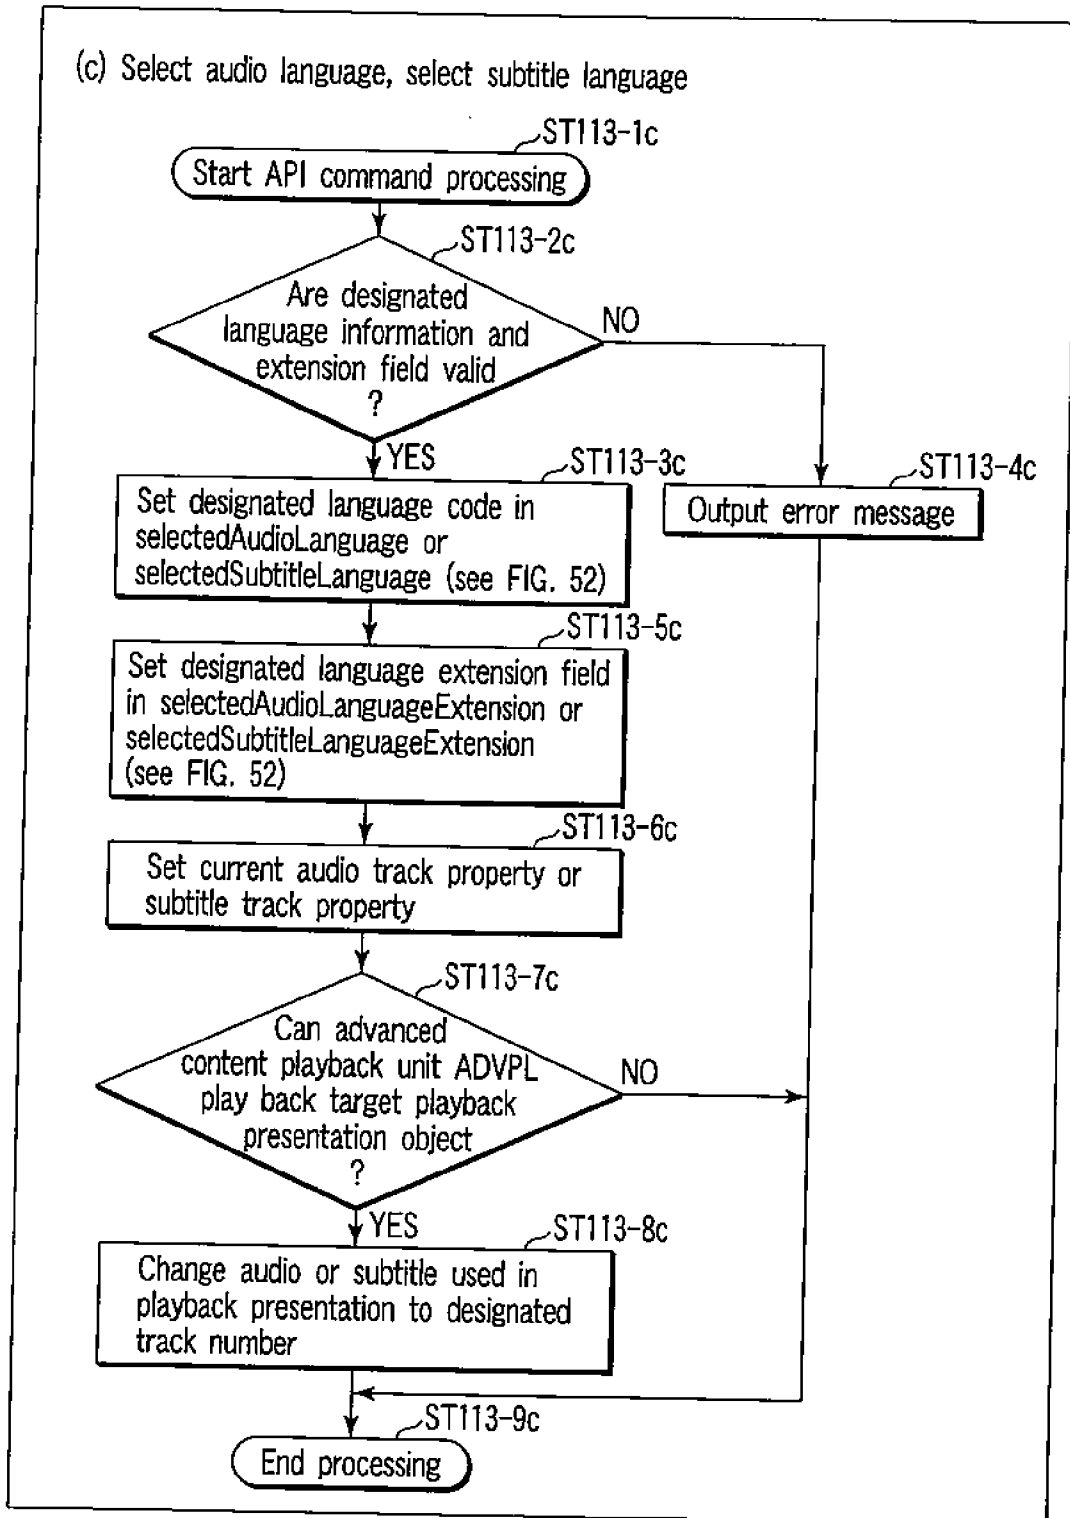 (c) Select audio language, select subtitle language
ST113-1c
Start API command processing
ST113-2c
Are designated
language information and
extension field valid
?
NO
YES
ST113-3c
Set designated language code in
selectedAudioLanguage or
selectedSubtitleLanguage (see FIG. 52)
ST113-4c
Output error message
ST113-5c
Set designated language extension field
in selectedAudioLanguageExtension or
selectedSubtitleLanguageExtension
(see FIG. 52)
ST113-6c
Set current audio track property or
subtitle track property
ST113-7c
Can advanced
content playback unit ADVPL
play back target playback
presentation object
?
NO
YES
ST113-8c
Change audio or subtitle used in
playback presentation to designated
track number
ST113-9c
End processing